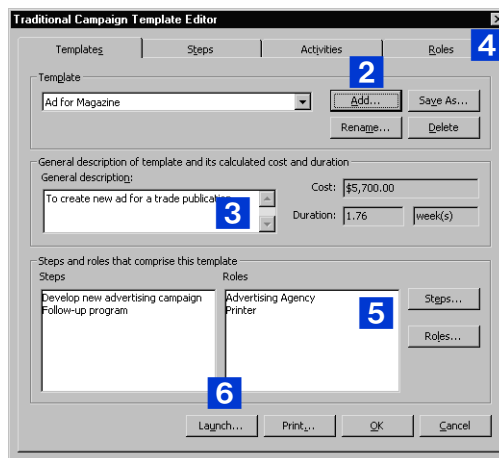 Traditional Campaign Template Editor
Templates
Steps
Activities
Roles
4
2
Template
Ad for Magazine
Add...
Save As...
Rename...
Delete
General description of template and its calculated cost and duration
General description:
To create new ad for a trade publication
3
Cost:
$5,700.00
Duration:
1.76
week(s)
Steps and roles that comprise this template
Steps
Roles
Develop new advertising campaign
Follow-up program
Advertising Agency
Printer
5
Steps...
Roles...
6
Launch...
Print...
OK
Cancel